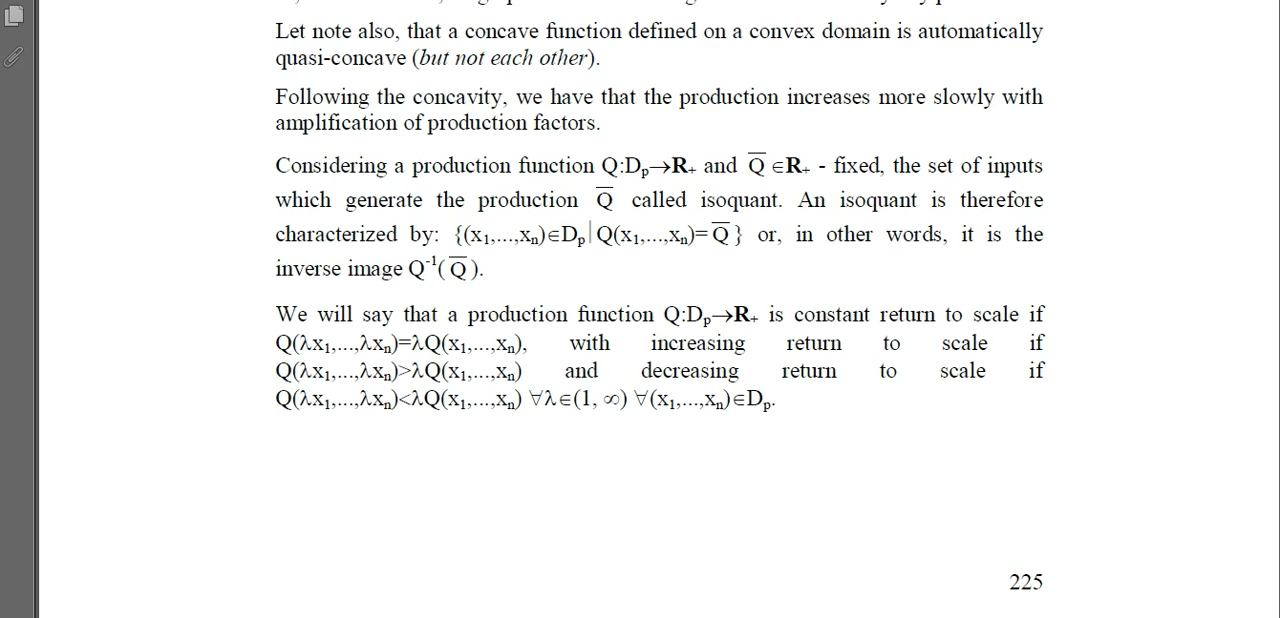 Let note also, that a concave function defined on a convex domain is automatically
quasi-concave (but not each other).
Following the concavity, we have that the production increases more slowly with
amplification of production factors.
Considering a production function Q:Dp→R+ and Q̅ ∈R+ - fixed, the set of inputs
which generate the production Q̅ called isoquant. An isoquant is therefore
characterized by: {(x1,...,xn)∈Dp|Q(x1,...,xn)=Q̅} or, in other words, it is the
inverse image Q-1(Q̅).
We will say that a production function Q:Dp→R+ is constant return to scale if
Q(λx1,...,λxn)=λQ(x1,...,xn), with increasing return to scale if
Q(λx1,...,λxn)>λQ(x1,...,xn) and decreasing return to scale if
Q(λx1,...,λxn)<λQ(x1,...,xn) ∀λ∈(1, ∞) ∀(x1,...,xn)∈Dp.
225